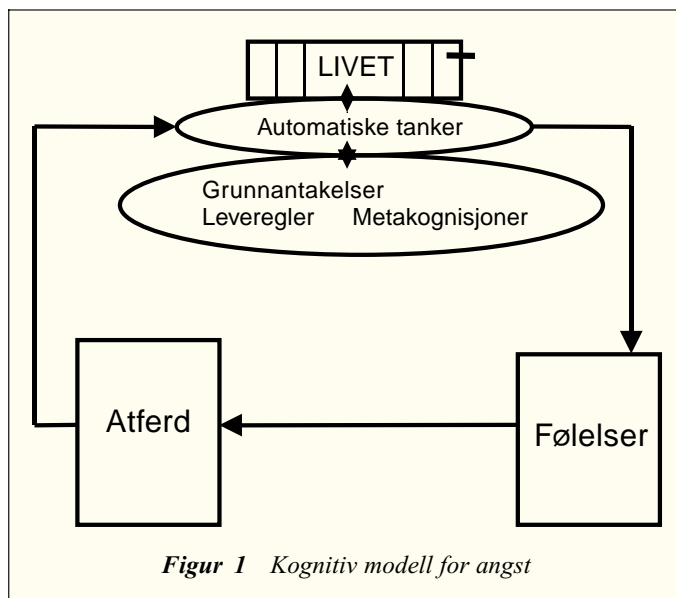 LIVET
Automatiske tanker
Grunnantakelser
Leveregler Metakognisjoner
Atferd
Følelser
Figur 1 Kognitiv modell for angst